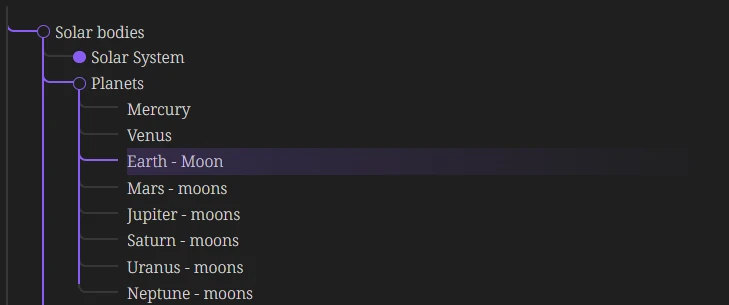 Solar bodies
Solar System
Planets
Mercury
Venus
Earth - Moon
Mars - moons
Jupiter - moons
Saturn - moons
Uranus - moons
Neptune - moons